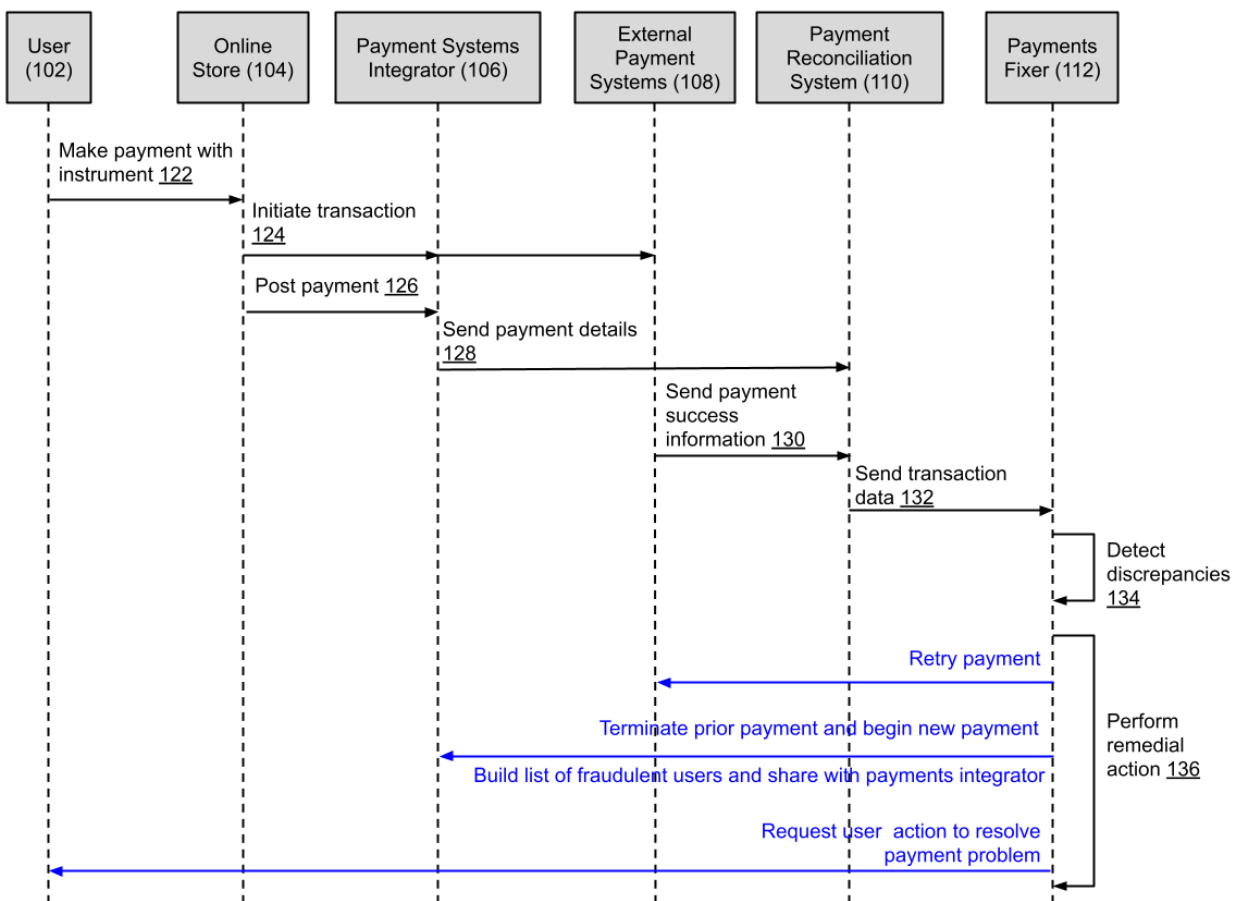 User
(102)
Online
Store (104)
Payment Systems
Integrator (106)
External
Payment
Systems (108)
Payment
Reconciliation
System (110)
Payments
Fixer (112)
Make payment with
instrument 122
Initiate transaction
124
Post payment 126
Send payment details
128
Send payment
success
information 130
Send transaction
data 132
Detect
discrepancies
134
Retry payment
Terminate prior payment and begin new payment
Perform
remedial
action 136
Build list of fraudulent users and share with payments integrator
Request user  action to resolve
payment problem